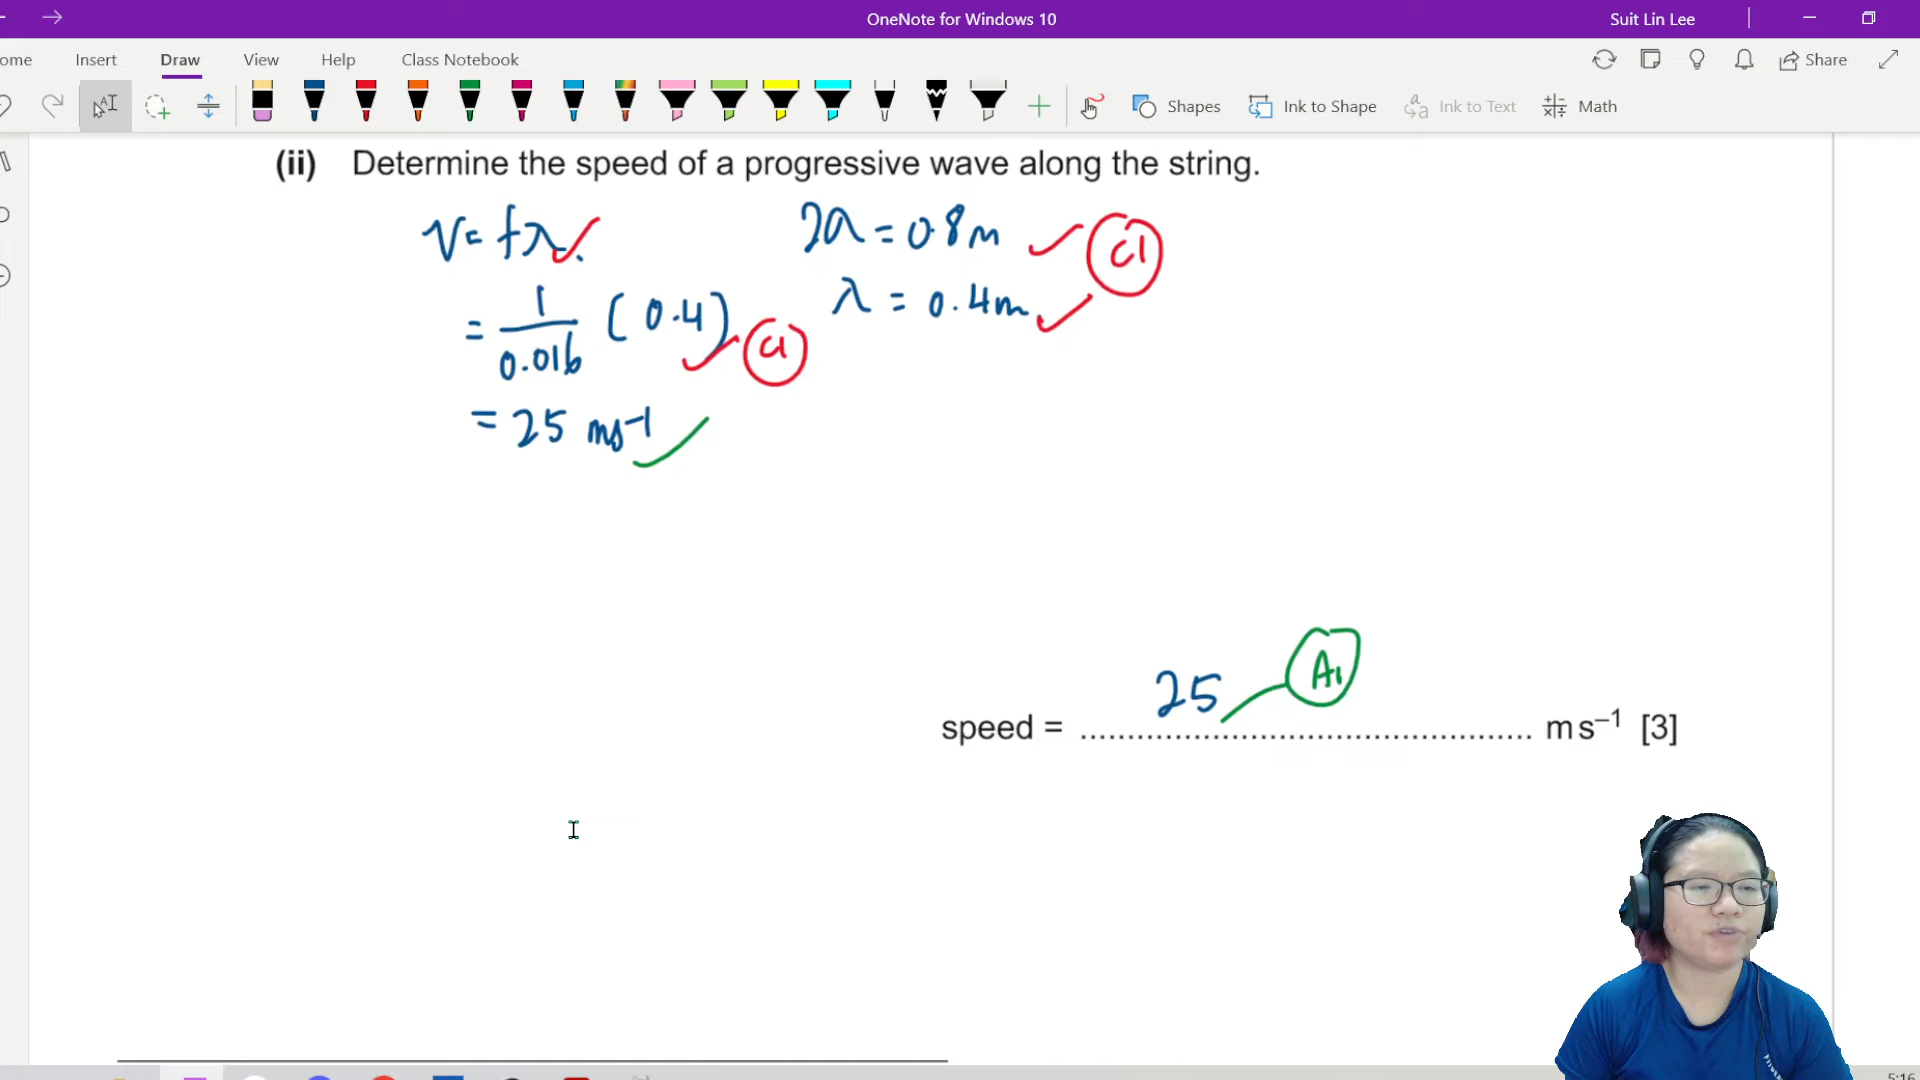 OneNote for Windows 10
Suit Lin Lee
Insert Draw View Help Class Notebook
Share
Shapes Ink to Shape Ink to Text Math
(ii) Determine the speed of a progressive wave along the string.
v = fλ.
2λ = 0.8m C1
= 1/0.016 (0.4) C1
λ = 0.4m
= 25 ms⁻¹
25 A1
speed = ................................................ m s⁻¹ [3]